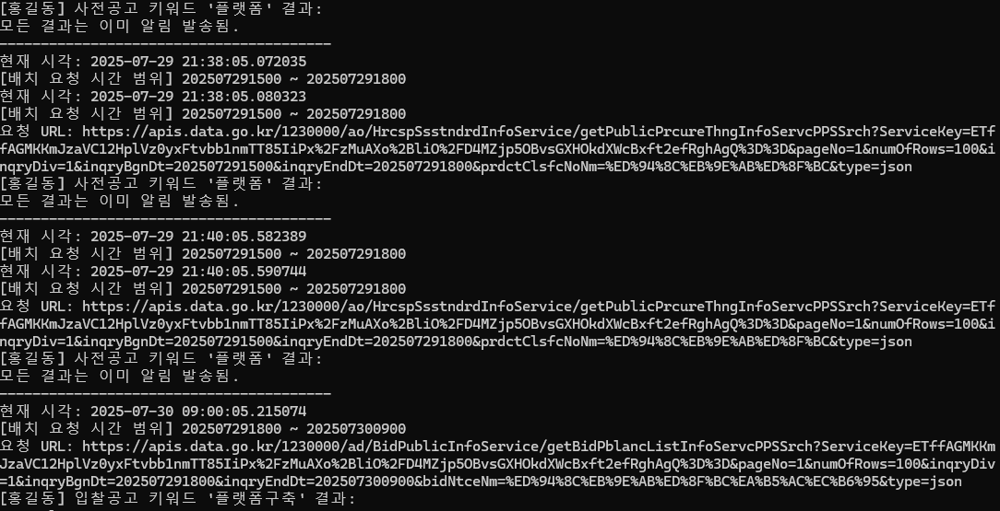 [홍길동] 사전공고 키워드 '플랫폼' 결과:
모든 결과는 이미 알림 발송됨.
----------------------------------------
현재 시각: 2025-07-29 21:38:05.072035
[배치 요청 시간 범위] 202507291500 ~ 202507291800
현재 시각: 2025-07-29 21:38:05.080323
[배치 요청 시간 범위] 202507291500 ~ 202507291800
요청 URL: https://apis.data.go.kr/1230000/ao/HrcspSsstndrdInfoService/getPublicPrcureThngInfoServcPPSSrch?ServiceKey=ETf
fAGMKKmJzaVC12HplVz0yxFtvbb1nmTT85IiPx%2FzMuAXo%2BliO%2FD4MZjp5OBvsGXHOkdXWcBxft2efRghAgQ%3D%3D&pageNo=1&numOfRows=100&i
nqryDiv=1&inqryBgnDt=202507291500&inqryEndDt=202507291800&prdctClsfcNoNm=%ED%94%8C%EB%9E%AB%ED%8F%BC&type=json
[홍길동] 사전공고 키워드 '플랫폼' 결과:
모든 결과는 이미 알림 발송됨.
----------------------------------------
현재 시각: 2025-07-29 21:40:05.582389
[배치 요청 시간 범위] 202507291500 ~ 202507291800
현재 시각: 2025-07-29 21:40:05.590744
[배치 요청 시간 범위] 202507291500 ~ 202507291800
요청 URL: https://apis.data.go.kr/1230000/ao/HrcspSsstndrdInfoService/getPublicPrcureThngInfoServcPPSSrch?ServiceKey=ETf
fAGMKKmJzaVC12HplVz0yxFtvbb1nmTT85IiPx%2FzMuAXo%2BliO%2FD4MZjp5OBvsGXHOkdXWcBxft2efRghAgQ%3D%3D&pageNo=1&numOfRows=100&i
nqryDiv=1&inqryBgnDt=202507291500&inqryEndDt=202507291800&prdctClsfcNoNm=%ED%94%8C%EB%9E%AB%ED%8F%BC&type=json
[홍길동] 사전공고 키워드 '플랫폼' 결과:
모든 결과는 이미 알림 발송됨.
----------------------------------------
현재 시각: 2025-07-30 09:00:05.215074
[배치 요청 시간 범위] 202507291800 ~ 202507300900
요청 URL: https://apis.data.go.kr/1230000/ad/BidPublicInfoService/getBidPblancListInfoServcPPSSrch?ServiceKey=ETffAGMKKm
JzaVC12HplVz0yxFtvbb1nmTT85IiPx%2FzMuAXo%2BliO%2FD4MZjp5OBvsGXHOkdXWcBxft2efRghAgQ%3D%3D&pageNo=1&numOfRows=100&inqryDiv
=1&inqryBgnDt=202507291800&inqryEndDt=202507300900&bidNtceNm=%ED%94%8C%EB%9E%AB%ED%8F%BC%EA%B5%AC%EC%B6%95&type=json
[홍길동] 입찰공고 키워드 '플랫폼구축' 결과: